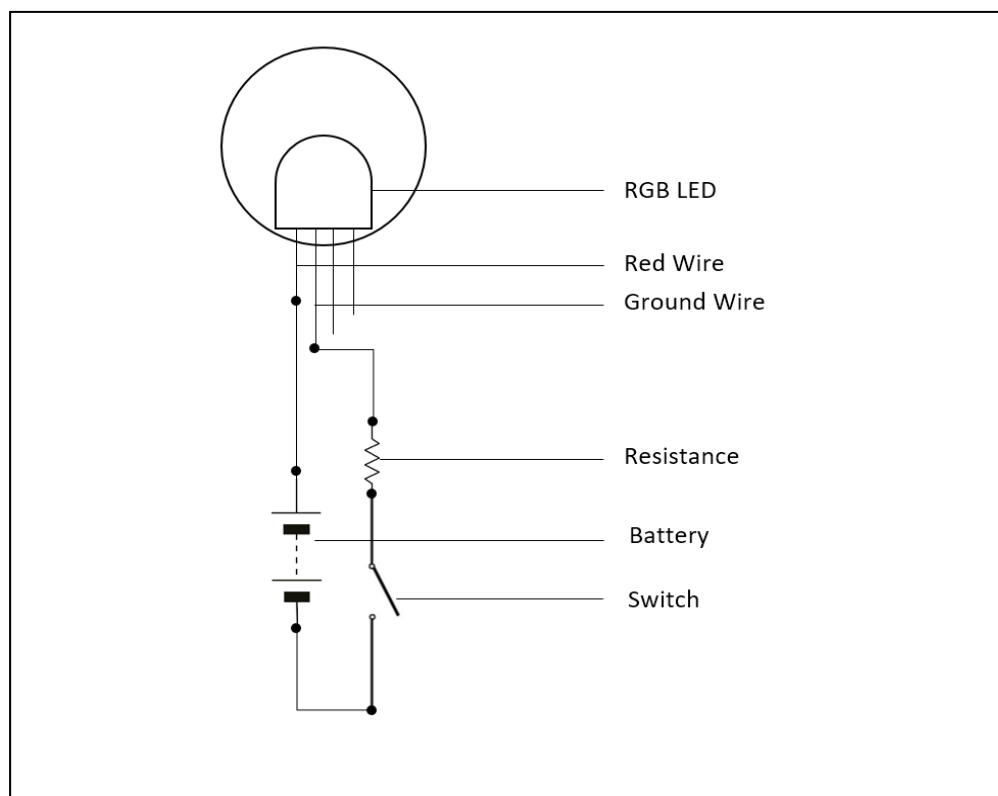 RGB LED
Red Wire
Ground Wire
Resistance
Battery
Switch